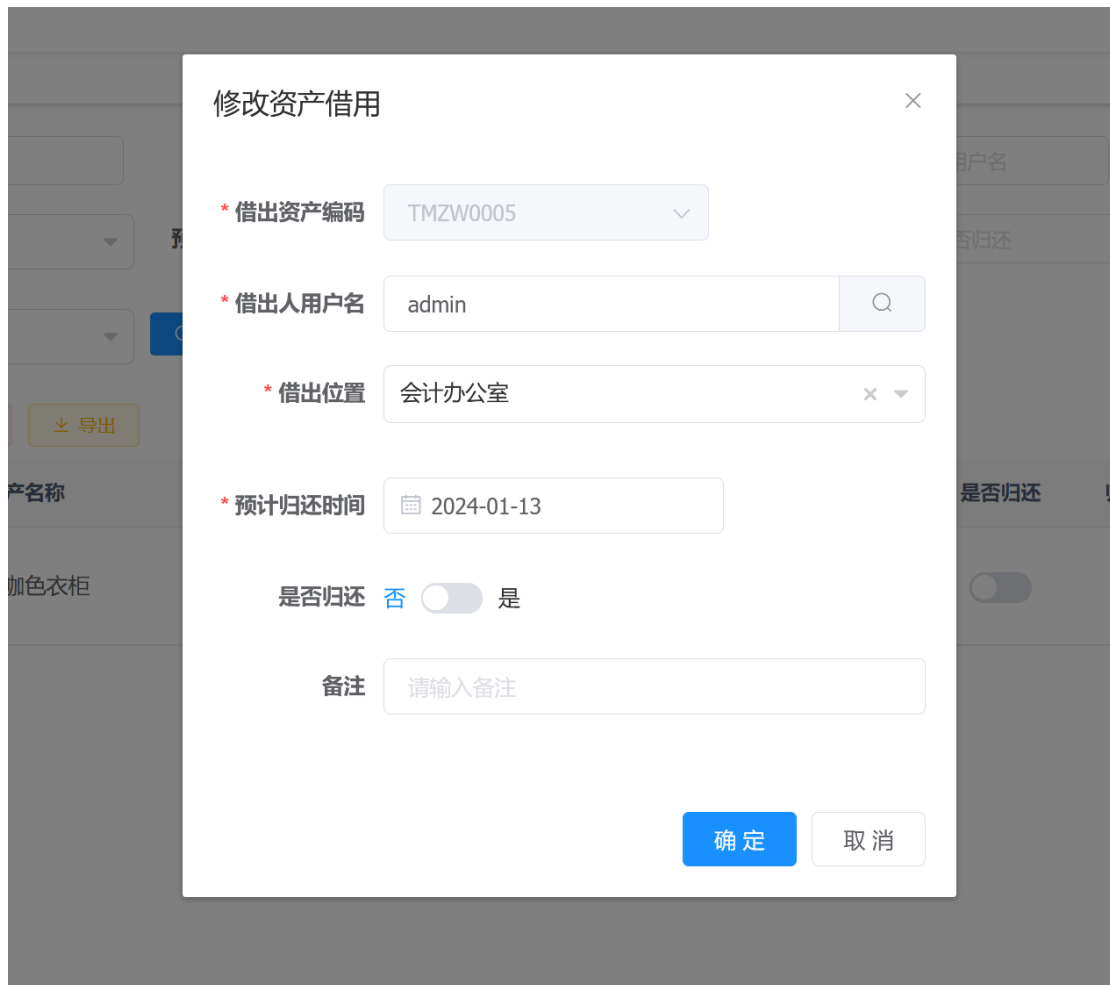 修改资产借用
用户名
* 借出资产编码 TMZW0005
否归还
* 借出人用户名 admin
* 借出位置 会计办公室
导出
产名称
* 预计归还时间 2024-01-13
是否归还
咖色衣柜
是否归还 否 是
备注 请输入备注
确定 取消